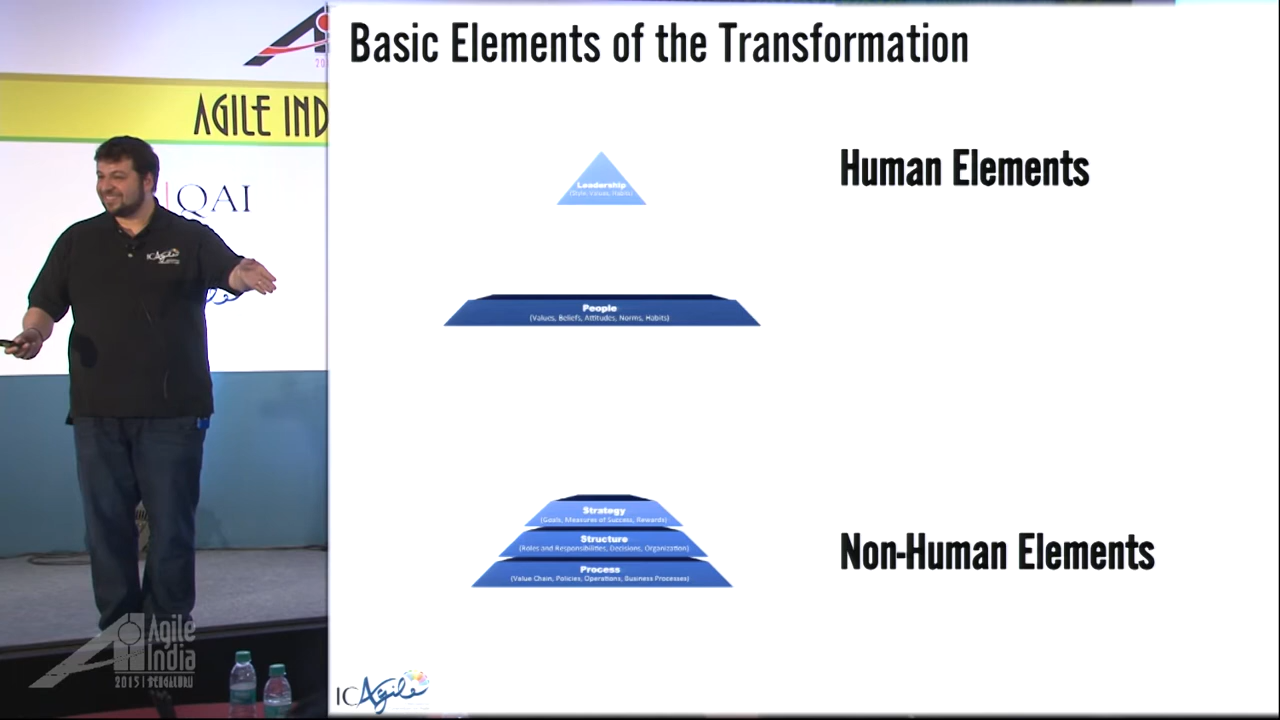 Basic Elements of the Transformation
AGILE IND
QAI
ICAgile
Human Elements
Leadership
(Style, Values, Habits)
People
(Values, Beliefs, Attitudes, Norms, Habits)
Strategy
(Goals, Measures of Success, Rewards)
Structure
(Roles and Responsibilities, Decisions, Organization)
Process
(Value Chain, Policies, Operations, Business Processes)
Non-Human Elements
Agile
India
2015 | BENGALURU
ICAgile